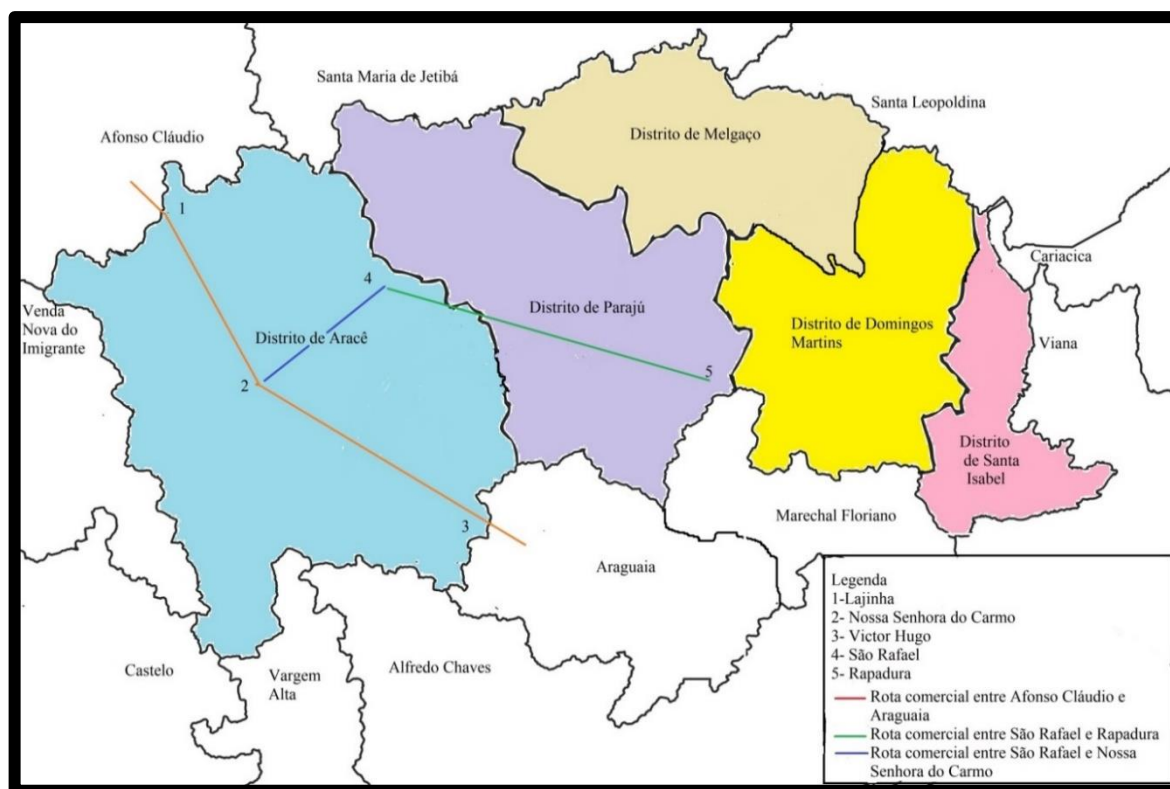 Santa Maria de Jetibá
Santa Leopoldina
Afonso Cláudio
Distrito de Melgaço
1
Cariacica
4
Venda
Nova do
Imigrante
Distrito de Aracê
Distrito de Parajú
Distrito de Domingos
Martins
Viana
2
5
Distrito
de Santa
Isabel
3
Marechal Floriano
Araguaia
Castelo
Vargem
Alta
Alfredo Chaves
Legenda
1-Lajinha
2- Nossa Senhora do Carmo
3- Victor Hugo
4- São Rafael
5- Rapadura
Rota comercial entre Afonso Cláudio e
Araguaia
Rota comercial entre São Rafael e Rapadura
Rota comercial entre São Rafael e Nossa
Senhora do Carmo